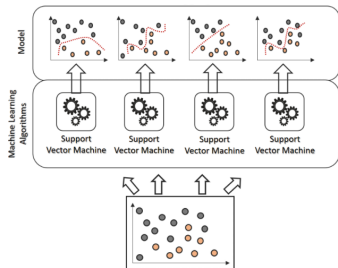 Model
Machine Learning
Algorithms
Support
Vector Machine
Support
Vector Machine
Support
Vector Machine
Support
Vector Machine